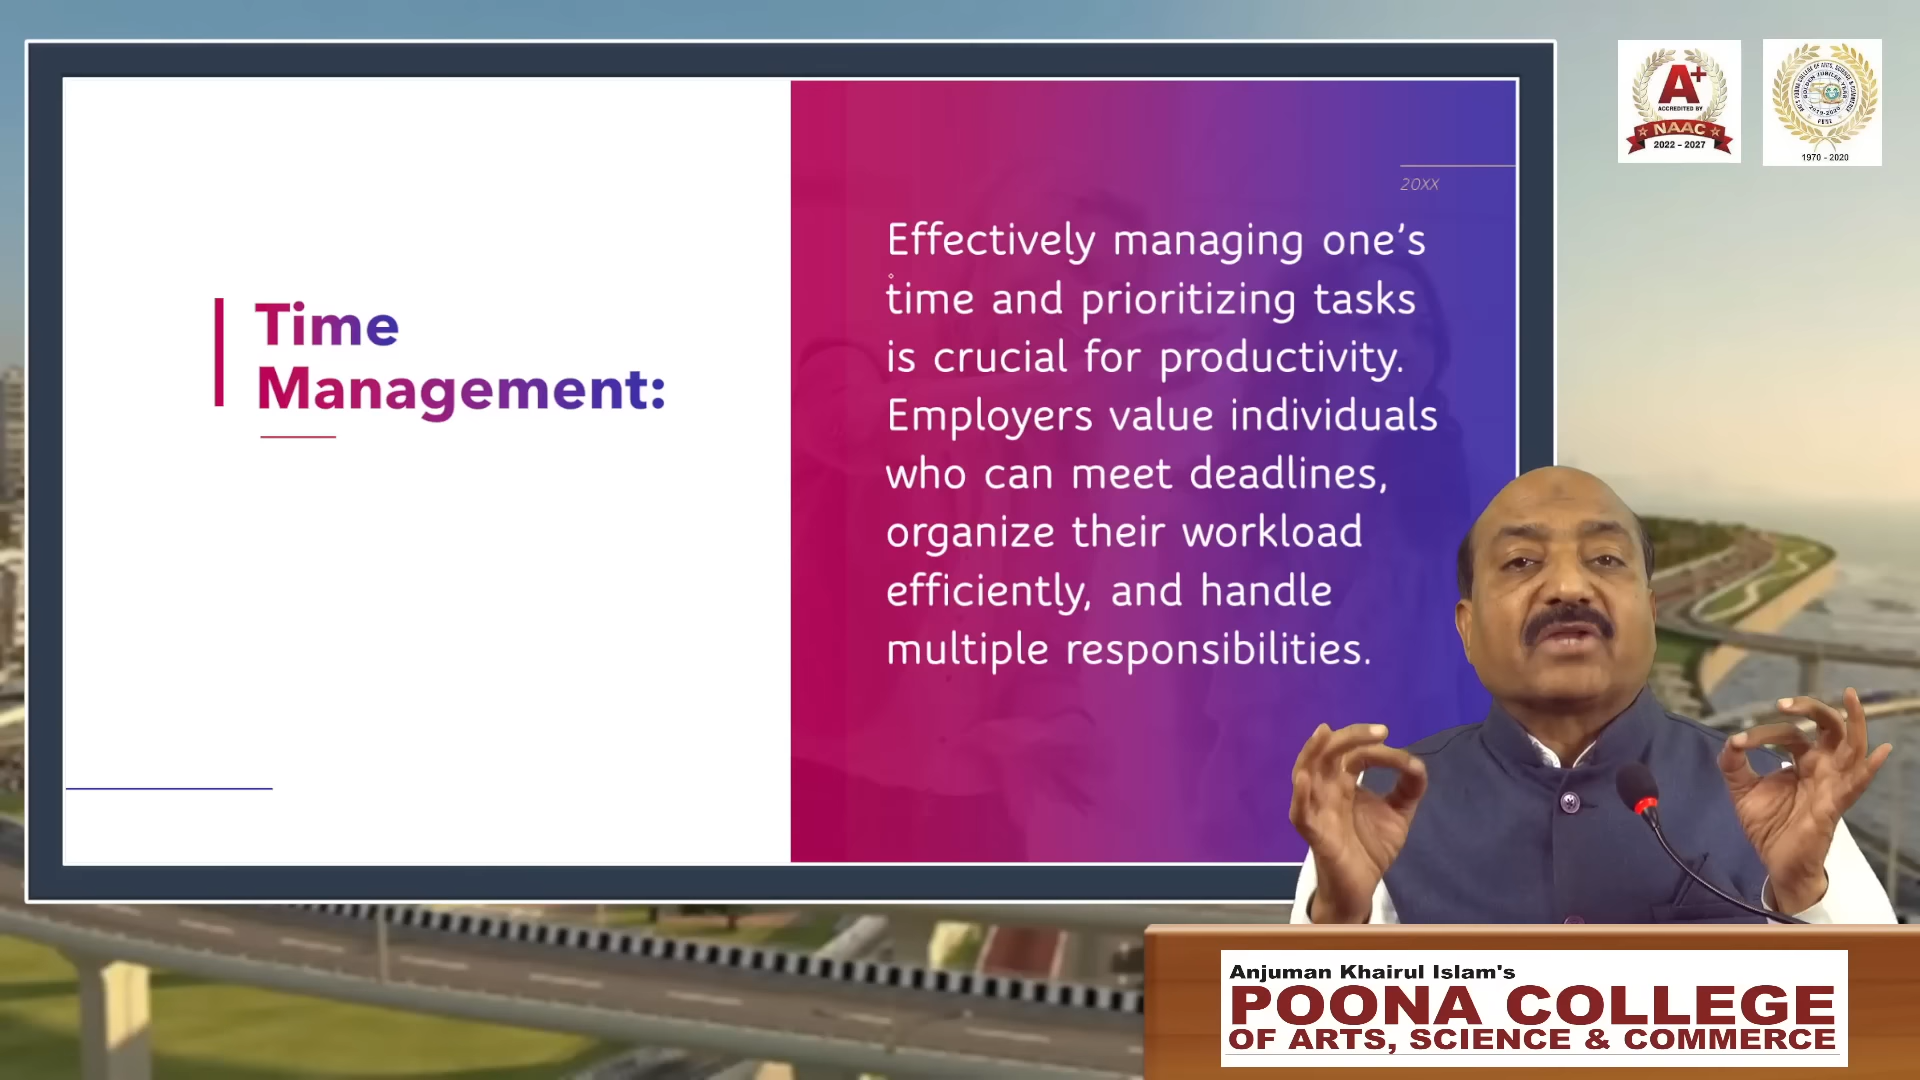 Time
Management:
20XX
Effectively managing one's
time and prioritizing tasks
is crucial for productivity.
Employers value individuals
who can meet deadlines,
organize their workload
efficiently, and handle
multiple responsibilities.
A+
ACCREDITED BY
NAAC
2022 - 2027
1970 - 2020
Anjuman Khairul Islam's
POONA COLLEGE
OF ARTS, SCIENCE & COMMERCE